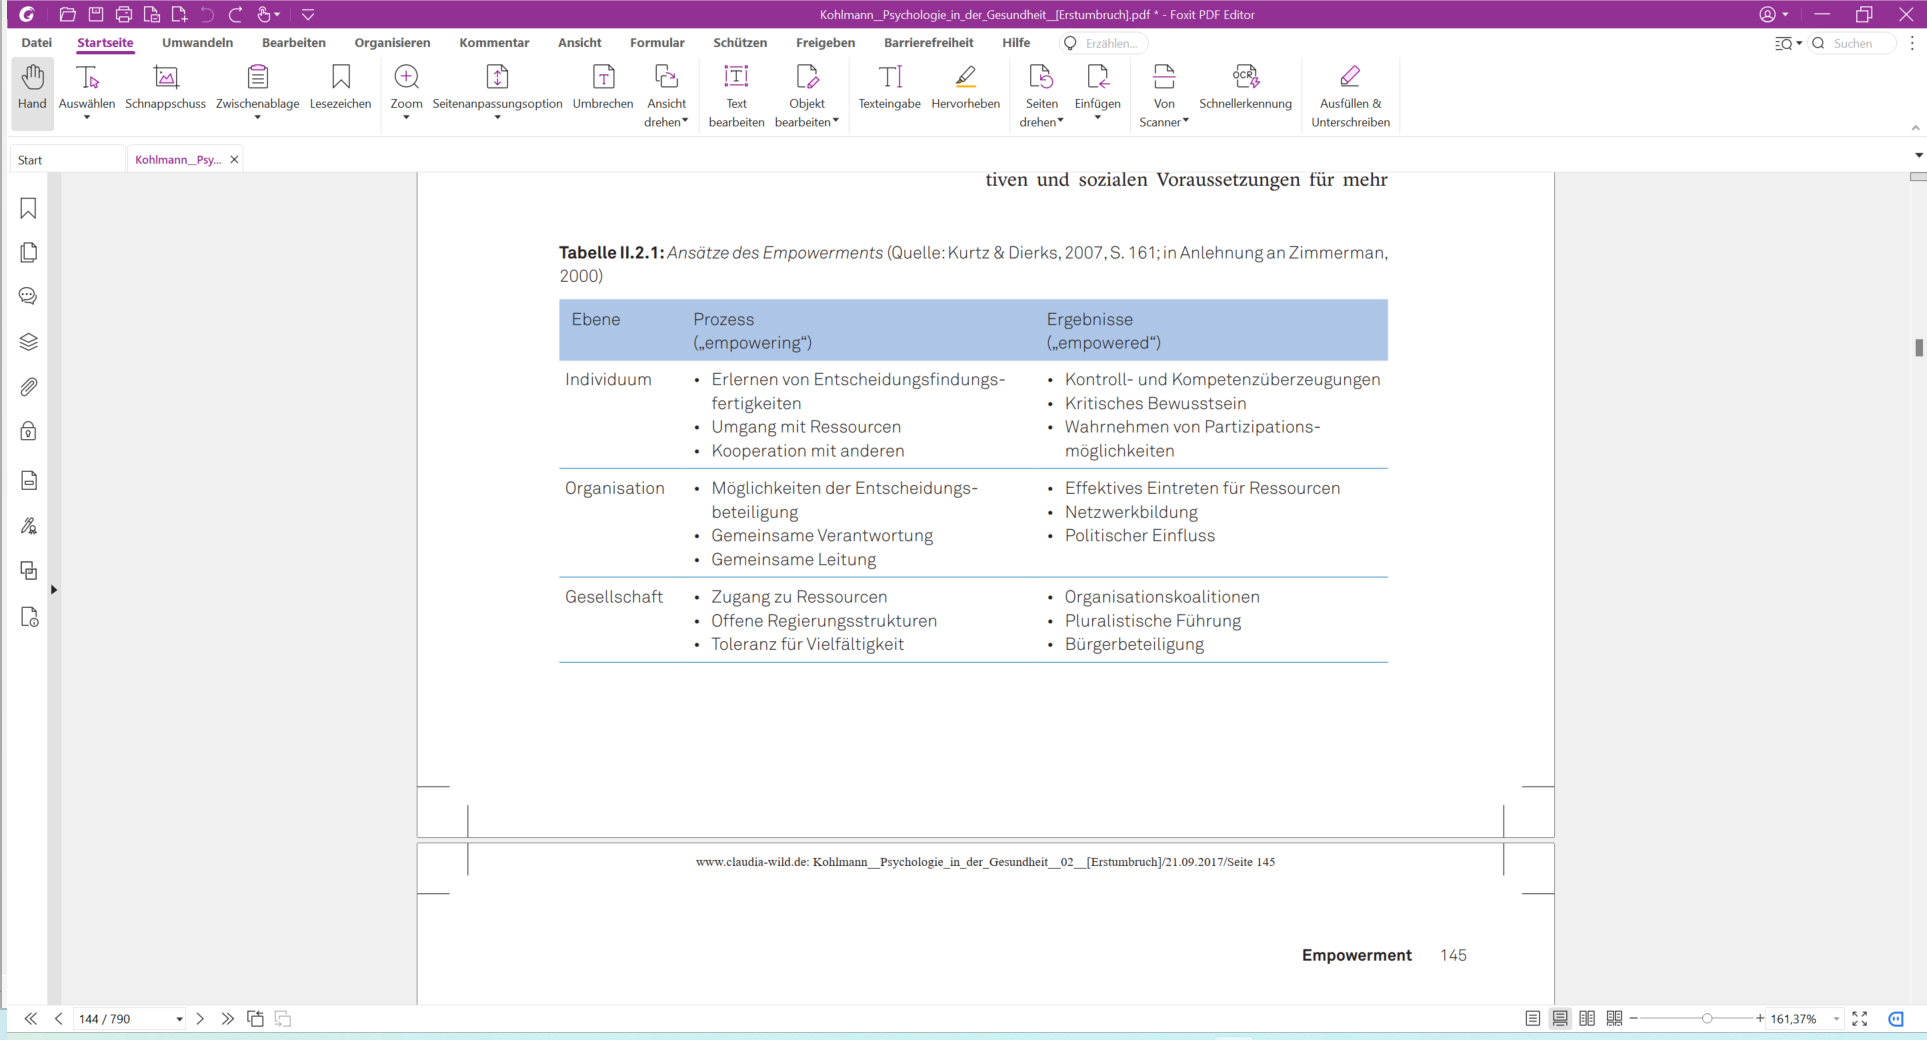 Kohlmann__Psychologie_in_der_Gesundheit__[Erstumbruch].pdf * - Foxit PDF Editor
Datei Startseite Umwandeln Bearbeiten Organisieren Kommentar Ansicht Formular Schützen Freigeben Barrierefreiheit Hilfe Erzählen... Suchen
Hand Auswählen Schnappschuss Zwischenablage Lesezeichen Zoom Seitenanpassungsoption Umbrechen Ansicht drehen Text bearbeiten Objekt bearbeiten Texteingabe Hervorheben Seiten drehen Einfügen Von Scanner OCR Schnellerkennung Ausfüllen & Unterschreiben
Start Kohlmann__Psy...
tiven und sozialen Voraussetzungen für mehr
Tabelle II.2.1: Ansätze des Empowerments (Quelle: Kurtz & Dierks, 2007, S. 161; in Anlehnung an Zimmerman,
2000)
Ebene Prozess Ergebnisse
(„empowering“) („empowered“)
Individuum • Erlernen von Entscheidungsfindungs- • Kontroll- und Kompetenzüberzeugungen
fertigkeiten • Kritisches Bewusstsein
• Umgang mit Ressourcen • Wahrnehmen von Partizipations-
• Kooperation mit anderen möglichkeiten
Organisation • Möglichkeiten der Entscheidungs- • Effektives Eintreten für Ressourcen
beteiligung • Netzwerkbildung
• Gemeinsame Verantwortung • Politischer Einfluss
• Gemeinsame Leitung
Gesellschaft • Zugang zu Ressourcen • Organisationskoalitionen
• Offene Regierungsstrukturen • Pluralistische Führung
• Toleranz für Vielfältigkeit • Bürgerbeteiligung
www.claudia-wild.de: Kohlmann__Psychologie_in_der_Gesundheit__02__[Erstumbruch]/21.09.2017/Seite 145
Empowerment 145
144 / 790 161,37%